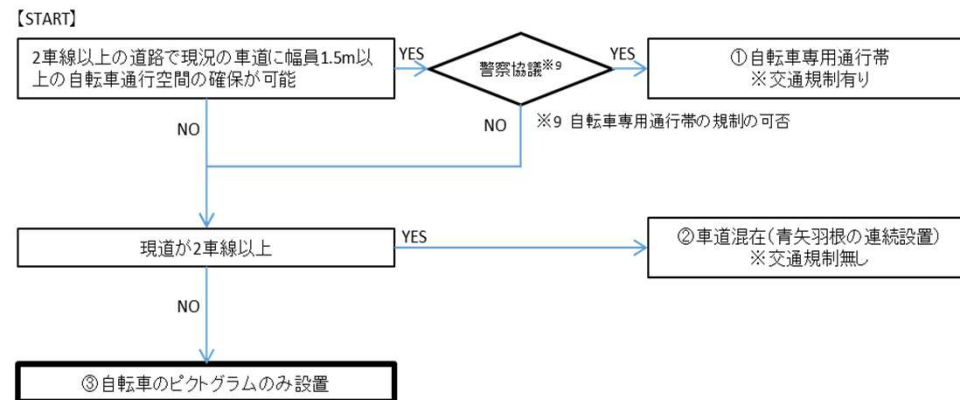 【START】
2車線以上の道路で現況の車道に幅員1.5m以
上の自転車通行空間の確保が可能
YES
警察協議※9
YES
①自転車専用通行帯
※交通規制有り
NO
NO
※9 自転車専用通行帯の規制の可否
現道が2車線以上
YES
②車道混在(青矢羽根の連続設置)
※交通規制無し
NO
③自転車のピクトグラムのみ設置